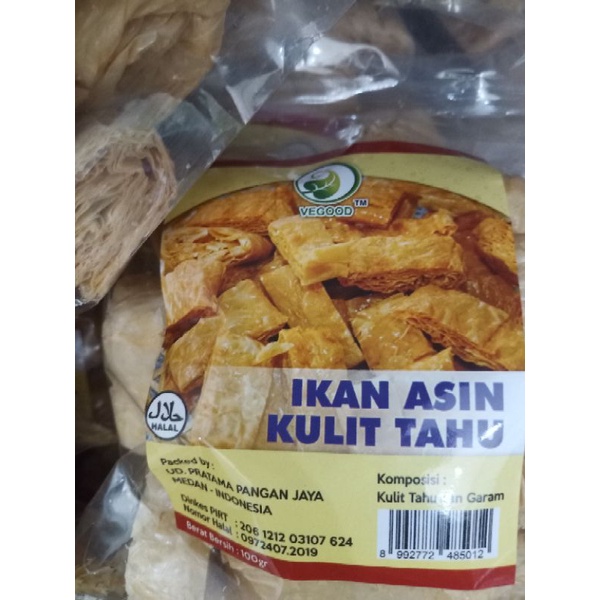 VEGOOD TM
IKAN ASIN
KULIT TAHU
حلال
HALAL
Packed by :
UD. PRATAMA PANGAN JAYA
MEDAN - INDONESIA
Dinkes PIRT : 206 1212 03107 624
Nomor Halal : 0972407.2019
Berat Bersih : 100gr
Komposisi :
Kulit Tahu dan Garam
8 992772 485012